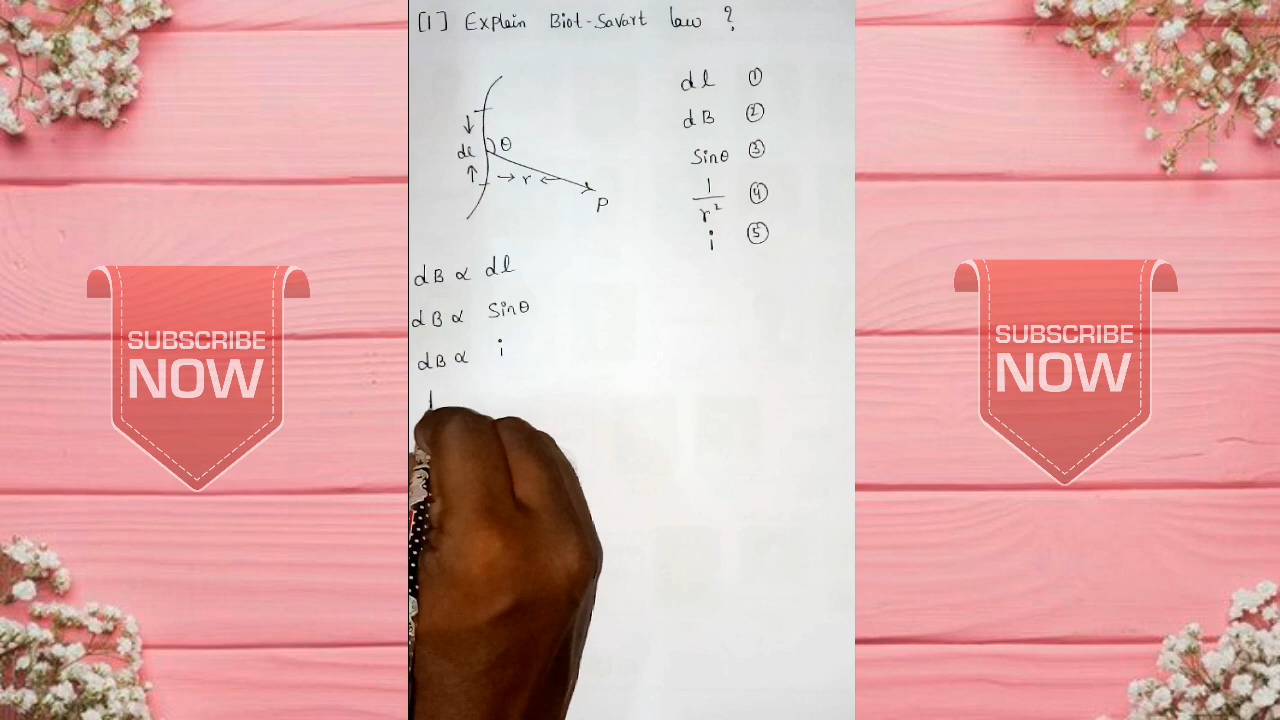 [1] Explain Biot-Savart law ?
dl ①
dB ②
Sinθ ③
1/r² ④
i ⑤
θ
dl
r
P
dB ∝ dl
dB ∝ Sinθ
dB ∝ i
SUBSCRIBE
NOW
SUBSCRIBE
NOW